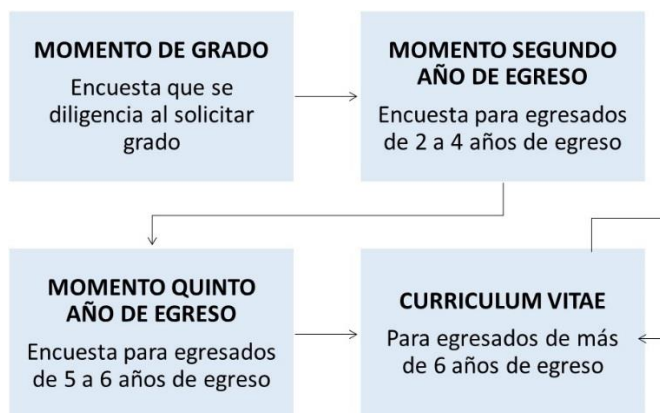 MOMENTO DE GRADO
Encuesta que se
diligencia al solicitar
grado
MOMENTO SEGUNDO
AÑO DE EGRESO
Encuesta para egresados
de 2 a 4 años de egreso
MOMENTO QUINTO
AÑO DE EGRESO
Encuesta para egresados
de 5 a 6 años de egreso
CURRICULUM VITAE
Para egresados de más
de 6 años de egreso